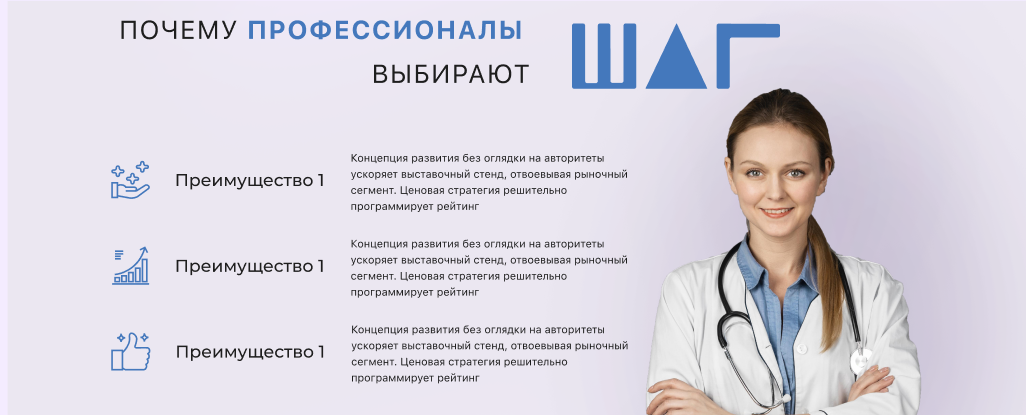 ПОЧЕМУ ПРОФЕССИОНАЛЫ
ВЫБИРАЮТ
ШАГ
Преимущество 1
Концепция развития без оглядки на авторитеты
ускоряет выставочный стенд, отвоевывая рыночный
сегмент. Ценовая стратегия решительно
программирует рейтинг
Преимущество 1
Концепция развития без оглядки на авторитеты
ускоряет выставочный стенд, отвоевывая рыночный
сегмент. Ценовая стратегия решительно
программирует рейтинг
Преимущество 1
Концепция развития без оглядки на авторитеты
ускоряет выставочный стенд, отвоевывая рыночный
сегмент. Ценовая стратегия решительно
программирует рейтинг